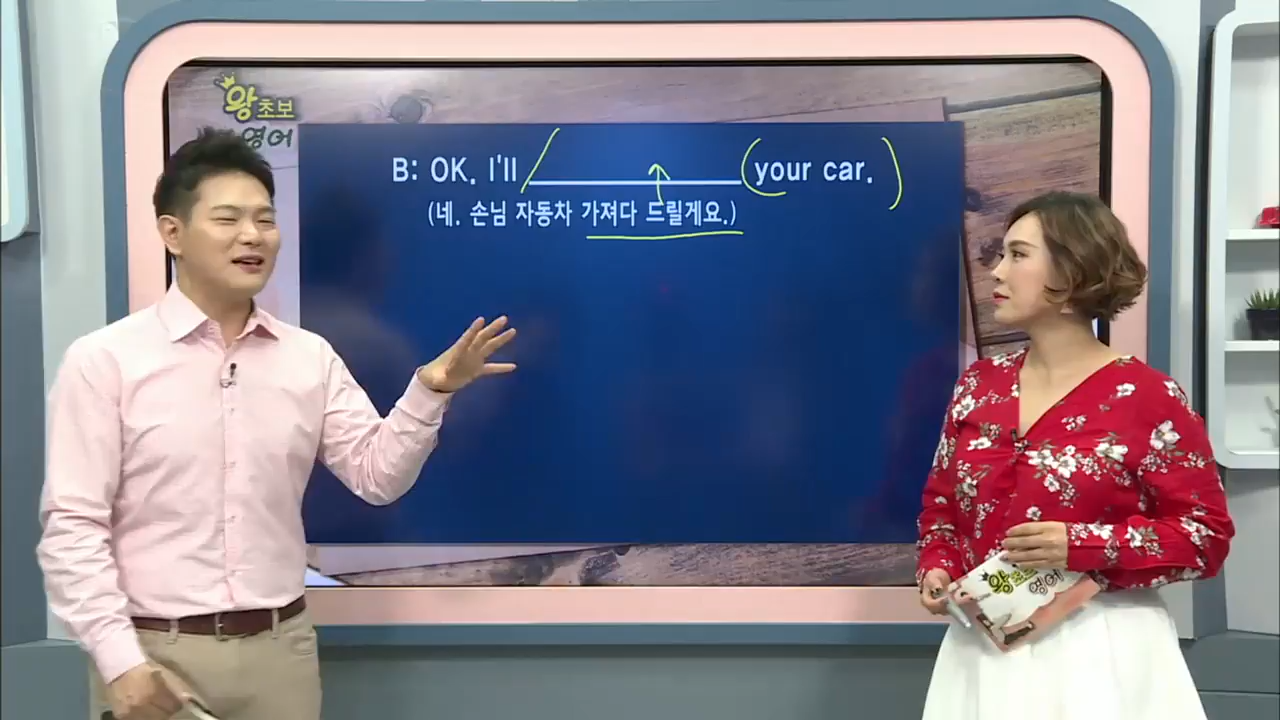 왕초보
영어
B: OK. I'll ________ your car.
(네. 손님 자동차 가져다 드릴게요.)
왕초보
영어